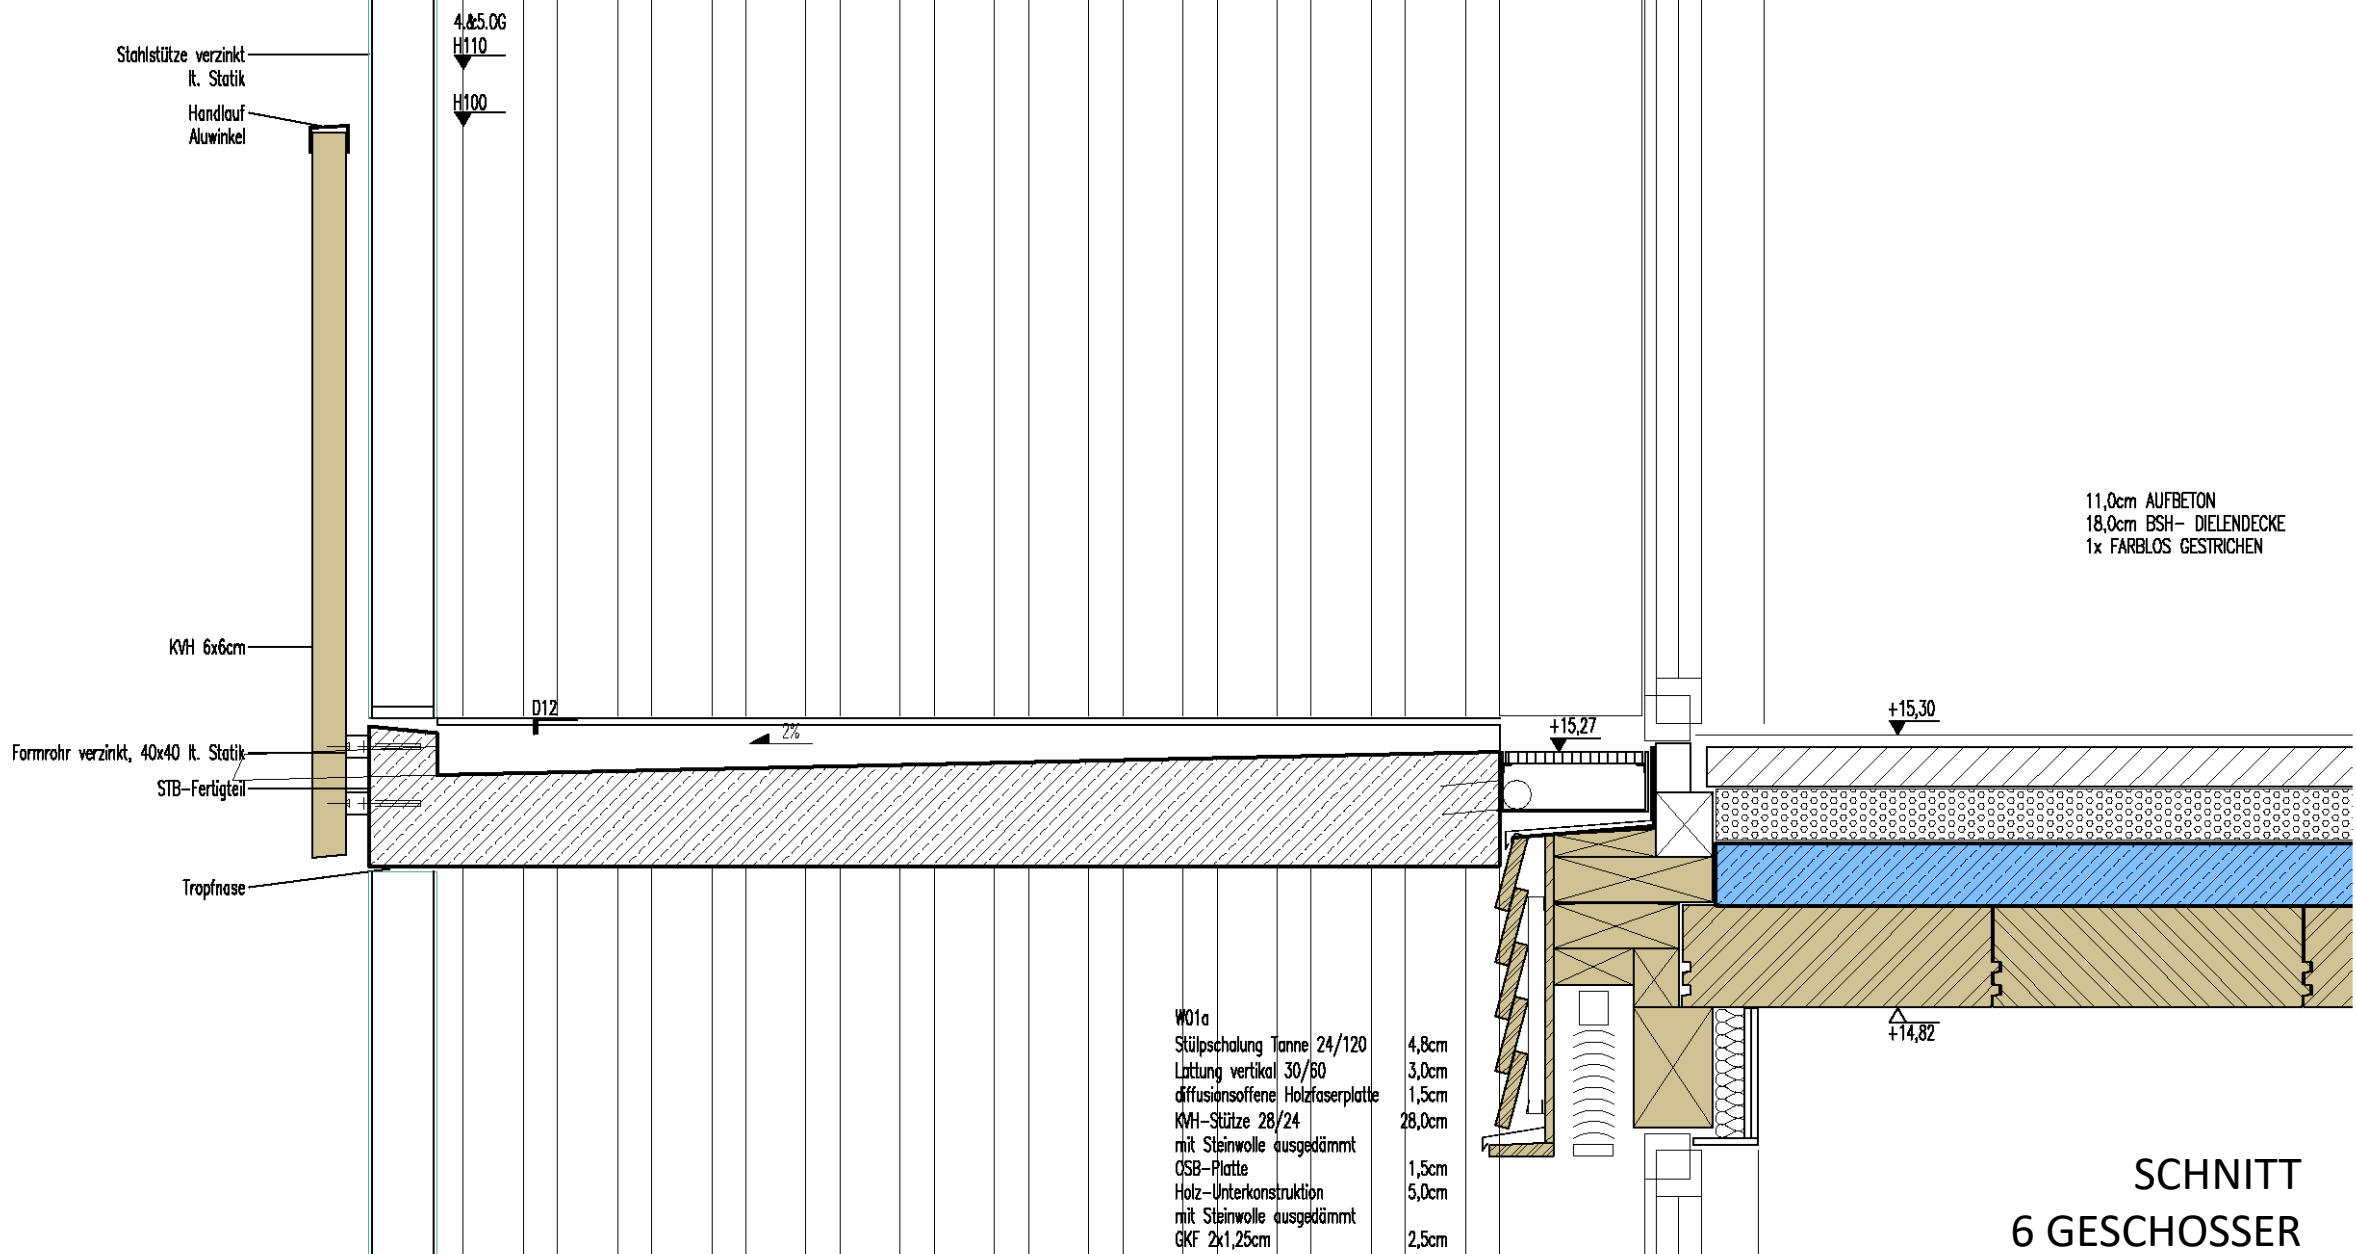 4.&5.OG
H110
Stahlstütze verzinkt
lt. Statik
H100
Handlauf
Aluwinkel
11,0cm AUFBETON
18,0cm BSH- DIELENDECKE
1x FARBLOS GESTRICHEN
KVH 6x6cm
D12
2%
+15,27
+15,30
Formrohr verzinkt, 40x40 lt. Statik
STB-Fertigteil
Tropfnase
+14,82
W01a
Stülpschalung Tanne 24/120 4,8cm
Lattung vertikal 30/60 3,0cm
diffusionsoffene Holzfaserplatte 1,5cm
KVH-Stütze 28/24 28,0cm
mit Steinwolle ausgedämmt
OSB-Platte 1,5cm
Holz-Unterkonstruktion 5,0cm
mit Steinwolle ausgedämmt
GKF 2x1,25cm 2,5cm
SCHNITT
6 GESCHOSSER